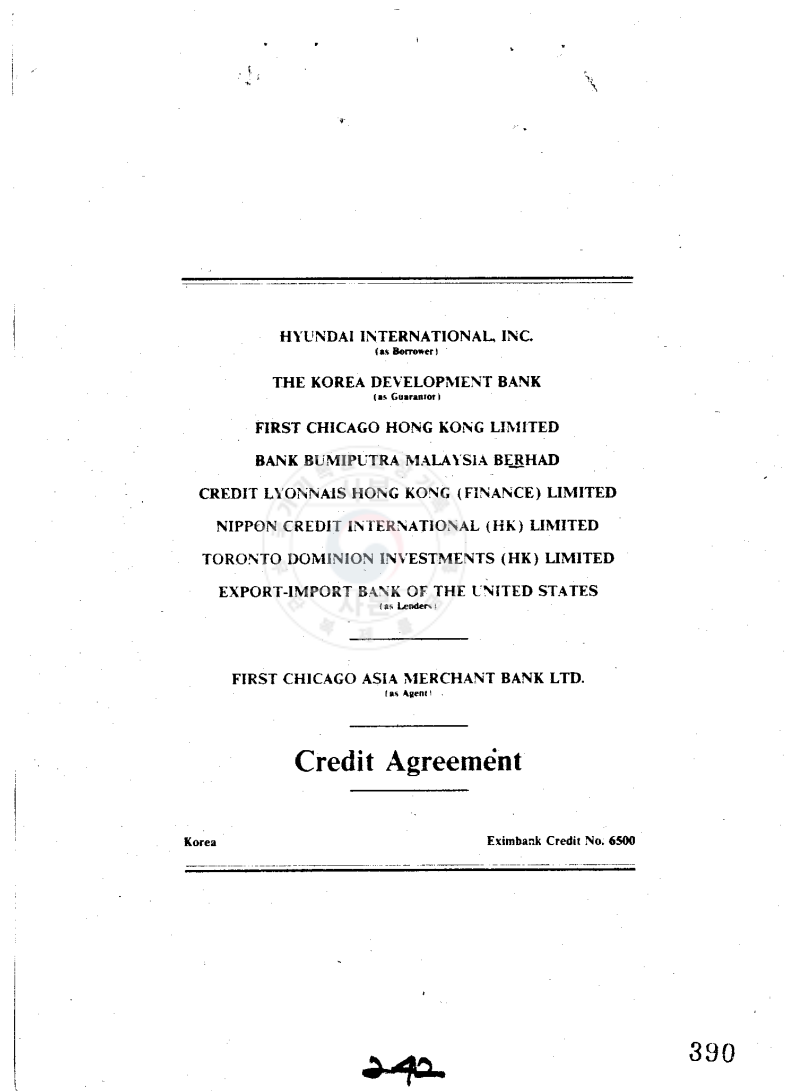 HYUNDAI INTERNATIONAL, INC.
(as Borrower)
THE KOREA DEVELOPMENT BANK
(as Guarantor)
FIRST CHICAGO HONG KONG LIMITED
BANK BUMIPUTRA MALAYSIA BERHAD
CREDIT LYONNAIS HONG KONG (FINANCE) LIMITED
NIPPON CREDIT INTERNATIONAL (HK) LIMITED
TORONTO DOMINION INVESTMENTS (HK) LIMITED
EXPORT-IMPORT BANK OF THE UNITED STATES
(as Lenders)
FIRST CHICAGO ASIA MERCHANT BANK LTD.
(as Agent)
Credit Agreement
Korea Eximbank Credit No. 6500
390
242
사본